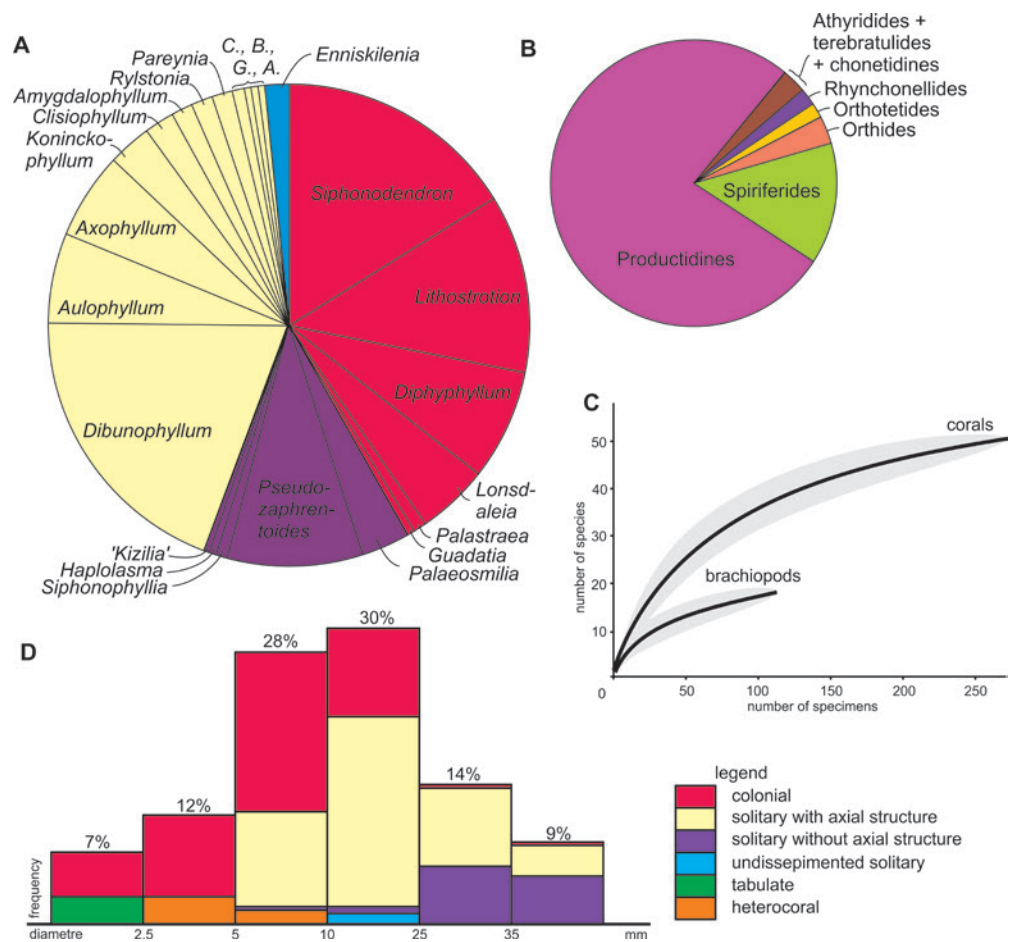 A
C., B.,
G., A.
Enniskilenia
Pareynia
Rylstonia
Amygdalophyllum
Clisiophyllum
Konincko-
phyllum
Axophyllum
Aulophyllum
Dibunophyllum
Siphonodendron
Lithostrotion
Diphyphyllum
Lonsd-
aleia
Palastraea
Guadatia
Palaeosmilia
Pseudo-
zaphren-
toides
'Kizilia'
Haplolasma
Siphonophyllia
B
Athyridides +
terebratulides
+ chonetidines
Rhynchonellides
Orthotetides
Orthides
Spiriferides
Productidines
C
corals
brachiopods
number of species
50
40
30
20
10
0
50
100
150
200
250
number of specimens
D
7%
12%
28%
30%
14%
9%
frequency
diametre
2.5
5
10
25
35
mm
legend
colonial
solitary with axial structure
solitary without axial structure
undissepimented solitary
tabulate
heterocoral